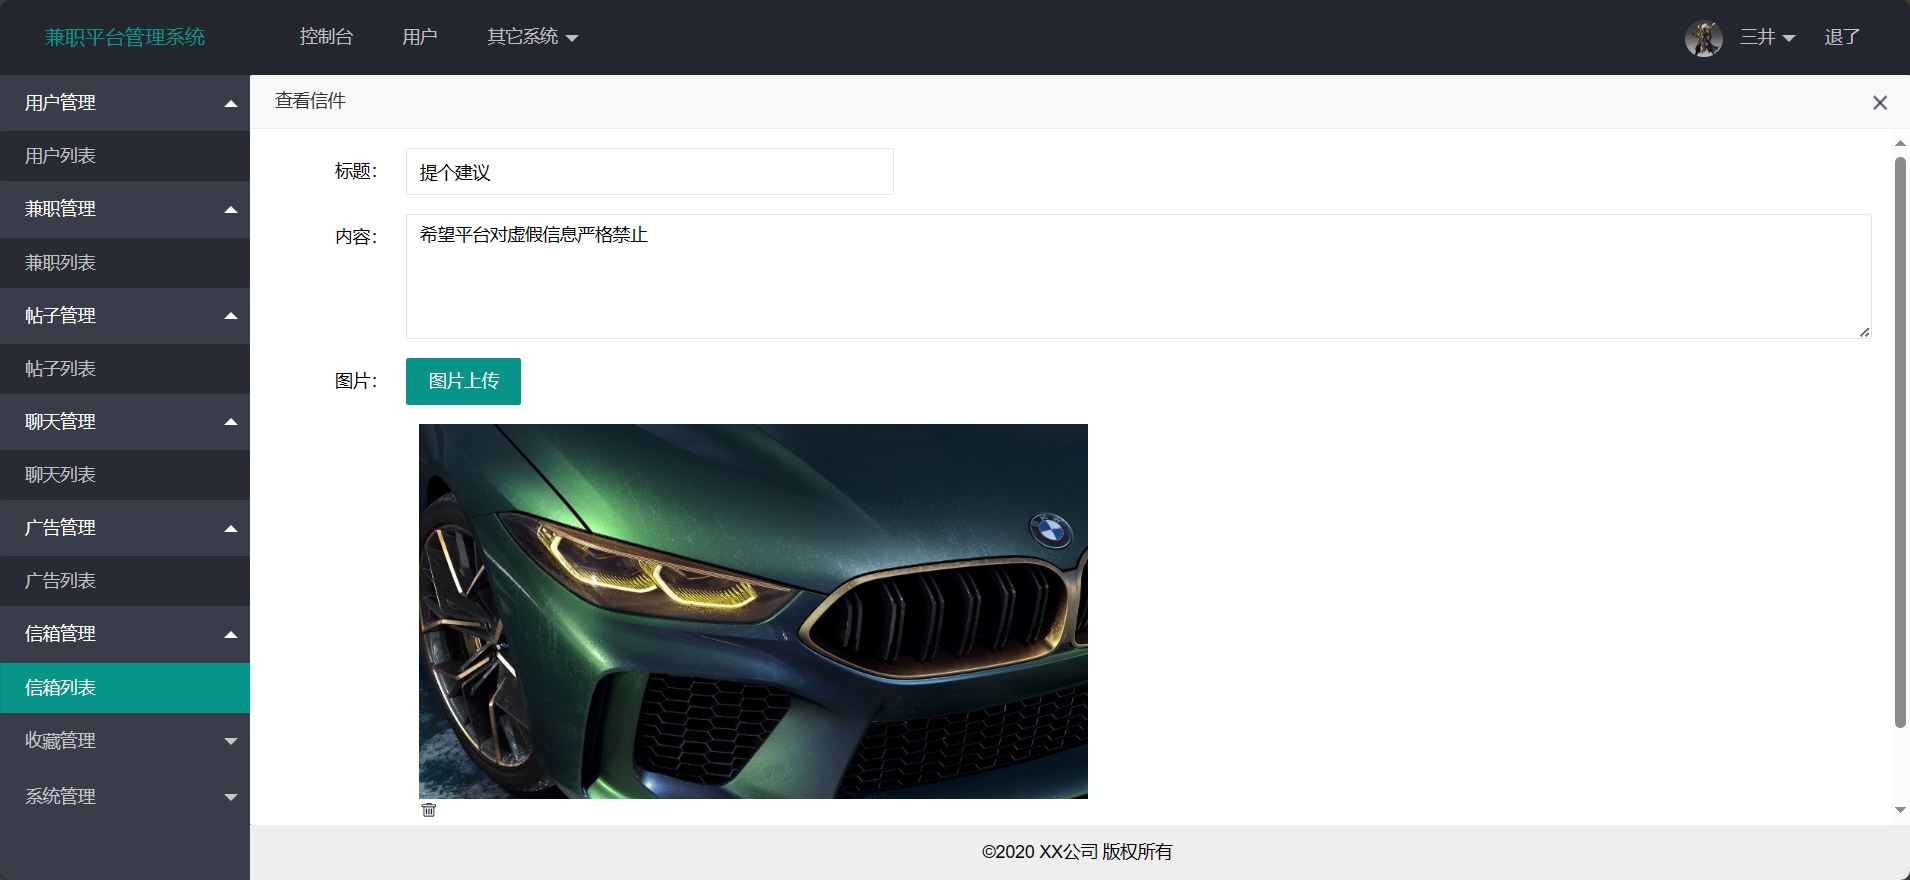 兼职平台管理系统 控制台 用户 其它系统 三井 退了
用户管理
用户列表
兼职管理
兼职列表
帖子管理
帖子列表
聊天管理
聊天列表
广告管理
广告列表
信箱管理
信箱列表
收藏管理
系统管理
查看信件
标题： 提个建议
内容： 希望平台对虚假信息严格禁止
图片： 图片上传
©2020 XX公司 版权所有